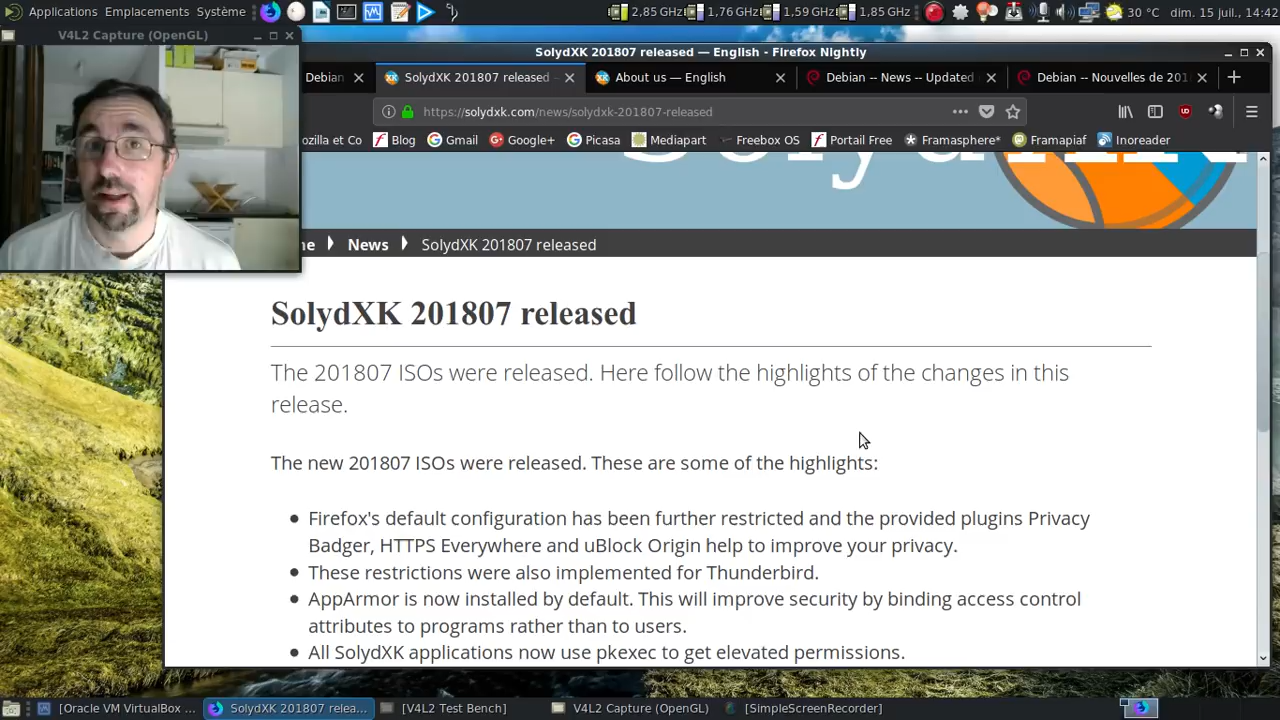 Applications Emplacements Système
2,85 GHz 1,76 GHz 1,59 GHz 1,85 GHz 30 °C dim. 15 juil., 14:42
V4L2 Capture (OpenGL)
SolydXK 201807 released — English - Firefox Nightly
Debian SolydXK 201807 released About us — English Debian -- News -- Updated Debian -- Nouvelles de 201
https://solydxk.com/news/solydxk-201807-released
ozilla et Co Blog Gmail Google+ Picasa Mediapart Freebox OS Portail Free Framasphere* Framapiaf Inoreader
News SolydXK 201807 released
SolydXK 201807 released
The 201807 ISOs were released. Here follow the highlights of the changes in this
release.
The new 201807 ISOs were released. These are some of the highlights:
Firefox's default configuration has been further restricted and the provided plugins Privacy
Badger, HTTPS Everywhere and uBlock Origin help to improve your privacy.
These restrictions were also implemented for Thunderbird.
AppArmor is now installed by default. This will improve security by binding access control
attributes to programs rather than to users.
All SolydXK applications now use pkexec to get elevated permissions.
[Oracle VM VirtualBox ... SolydXK 201807 relea... [V4L2 Test Bench] V4L2 Capture (OpenGL) [SimpleScreenRecorder]